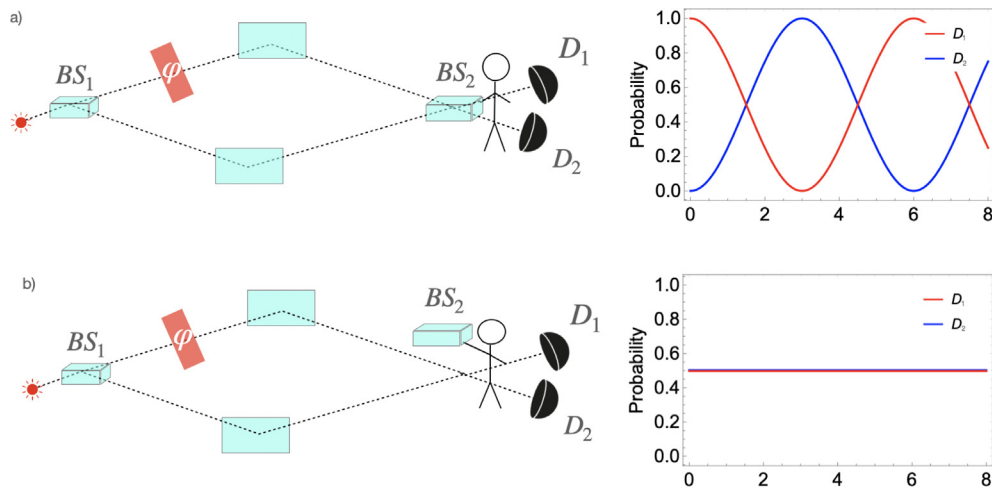 a)
BS₁
φ
BS₂
D₁
D₂
Probability
1.0
0.8
0.6
0.4
0.2
0.0
0 2 4 6 8
D₁
D₂
b)
BS₁
φ
BS₂
D₁
D₂
Probability
1.0
0.8
0.6
0.4
0.2
0.0
0 2 4 6 8
D₁
D₂